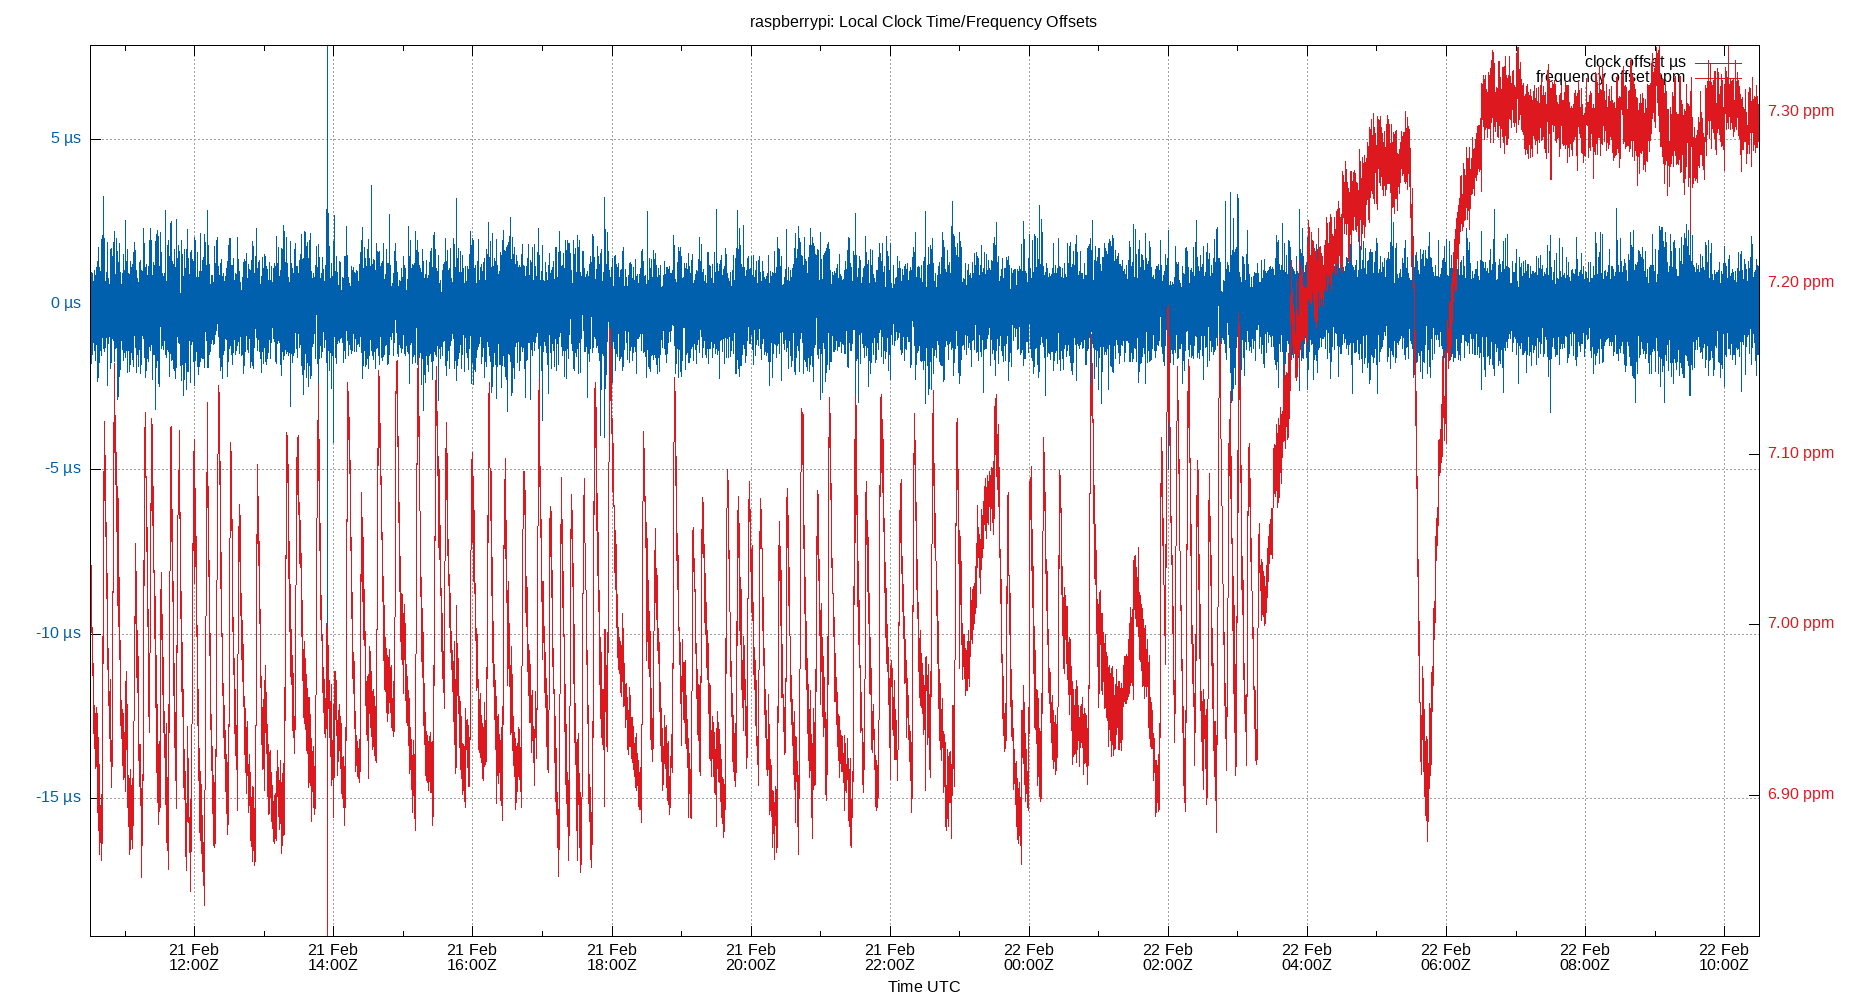 raspberrypi: Local Clock Time/Frequency Offsets
clock offset µs
frequency offset ppm
5 µs
0 µs
-5 µs
-10 µs
-15 µs
7.30 ppm
7.20 ppm
7.10 ppm
7.00 ppm
6.90 ppm
21 Feb
12:00Z
21 Feb
14:00Z
21 Feb
16:00Z
21 Feb
18:00Z
21 Feb
20:00Z
21 Feb
22:00Z
22 Feb
00:00Z
22 Feb
02:00Z
22 Feb
04:00Z
22 Feb
06:00Z
22 Feb
08:00Z
22 Feb
10:00Z
Time UTC